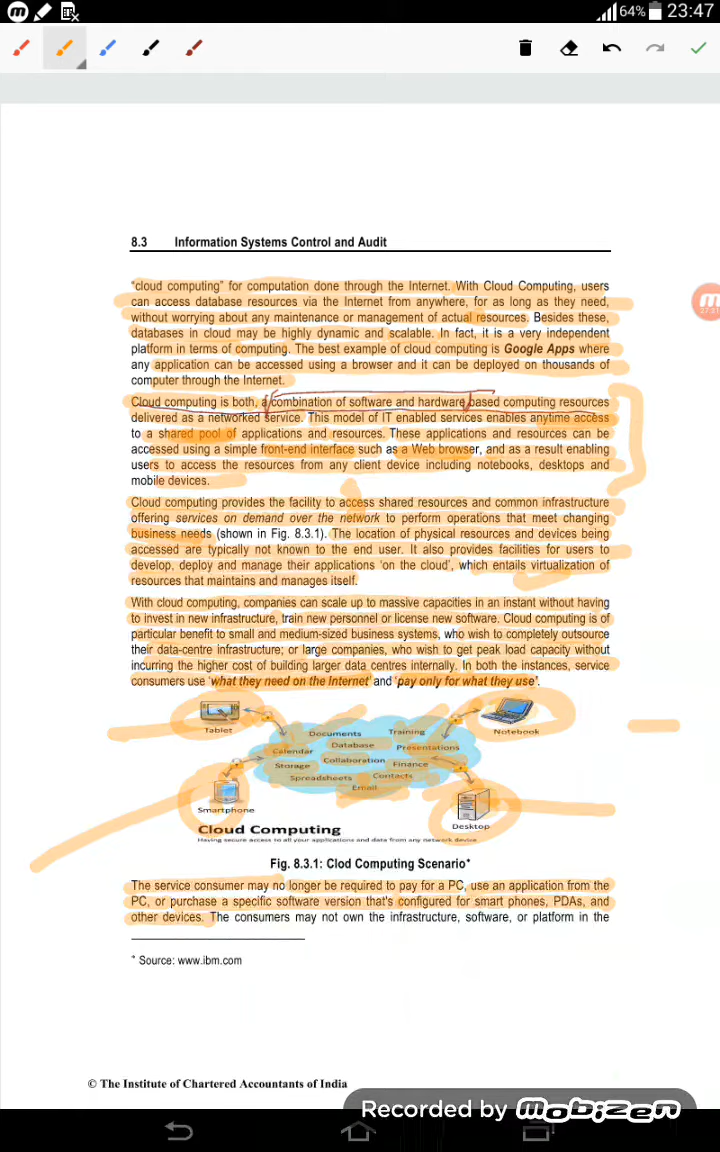 64% 23:47
8.3 Information Systems Control and Audit
“cloud computing” for computation done through the Internet. With Cloud Computing, users
can access database resources via the Internet from anywhere, for as long as they need,
without worrying about any maintenance or management of actual resources. Besides these,
databases in cloud may be highly dynamic and scalable. In fact, it is a very independent
platform in terms of computing. The best example of cloud computing is Google Apps where
any application can be accessed using a browser and it can be deployed on thousands of
computer through the Internet.
Cloud computing is both, a combination of software and hardware based computing resources
delivered as a networked service. This model of IT enabled services enables anytime access
to a shared pool of applications and resources. These applications and resources can be
accessed using a simple front-end interface such as a Web browser, and as a result enabling
users to access the resources from any client device including notebooks, desktops and
mobile devices.
Cloud computing provides the facility to access shared resources and common infrastructure
offering services on demand over the network to perform operations that meet changing
business needs (shown in Fig. 8.3.1). The location of physical resources and devices being
accessed are typically not known to the end user. It also provides facilities for users to
develop, deploy and manage their applications ‘on the cloud’, which entails virtualization of
resources that maintains and manages itself.
With cloud computing, companies can scale up to massive capacities in an instant without having
to invest in new infrastructure, train new personnel or license new software. Cloud computing is of
particular benefit to small and medium-sized business systems, who wish to completely outsource
their data-centre infrastructure; or large companies, who wish to get peak load capacity without
incurring the higher cost of building larger data centres internally. In both the instances, service
consumers use ‘what they need on the Internet’ and ‘pay only for what they use’.
Tablet
Notebook
Documents Training
Calendar Database Presentations
Storage Collaboration Finance
Spreadsheets Contacts
Email
Smartphone
Desktop
Cloud Computing
Having secure access to all your applications and data from any network device
Fig. 8.3.1: Clod Computing Scenario*
The service consumer may no longer be required to pay for a PC, use an application from the
PC, or purchase a specific software version that's configured for smart phones, PDAs, and
other devices. The consumers may not own the infrastructure, software, or platform in the
* Source: www.ibm.com
© The Institute of Chartered Accountants of India
Recorded by mobizen